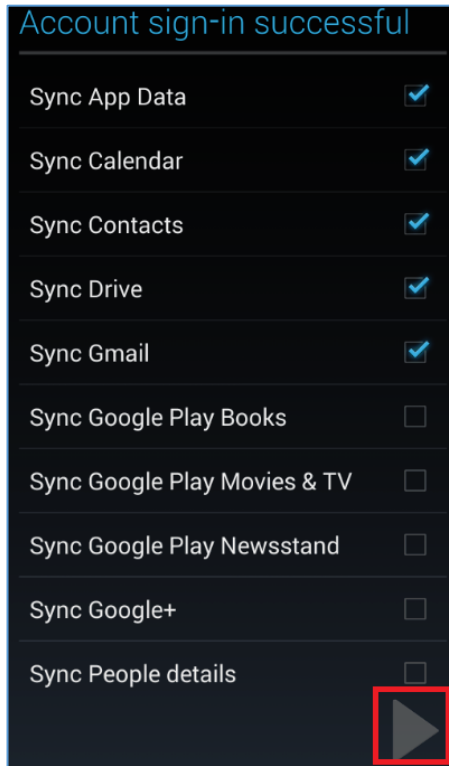 Account sign-in successful
Sync App Data
Sync Calendar
Sync Contacts
Sync Drive
Sync Gmail
Sync Google Play Books
Sync Google Play Movies & TV
Sync Google Play Newsstand
Sync Google+
Sync People details